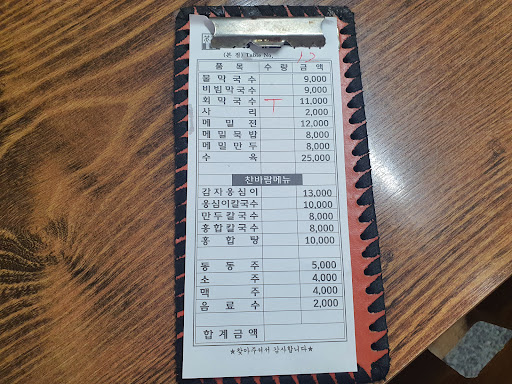 (본 점) Table No. 13
품 목 수 량 금 액
물 막 국 수 9,000
비 빔 막 국 수 9,000
회 막 국 수 T 11,000
사 리 2,000
메 밀 전 12,000
메 밀 묵 밥 8,000
메 밀 만 두 8,000
수 육 25,000
찬바람메뉴
감 자 옹 심 이 13,000
옹심이칼국수 10,000
만 두 칼 국 수 8,000
홍 합 칼 국 수 8,000
홍 합 탕 10,000
동 동 주 5,000
소 주 4,000
맥 주 4,000
음 료 수 2,000
합 계 금 액
★찾아주셔서 감사합니다★